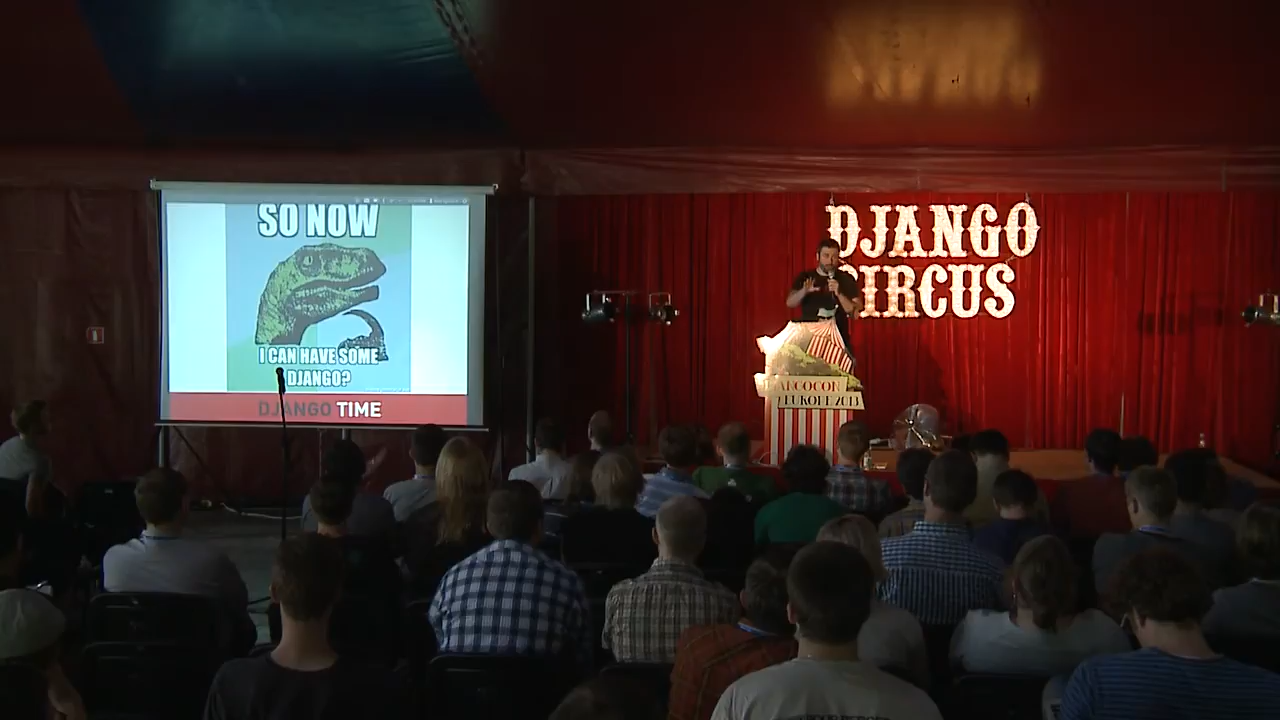 SO NOW
I CAN HAVE SOME
DJANGO?
DJANGO TIME
DJANGO
CIRCUS
EUROPE 2013